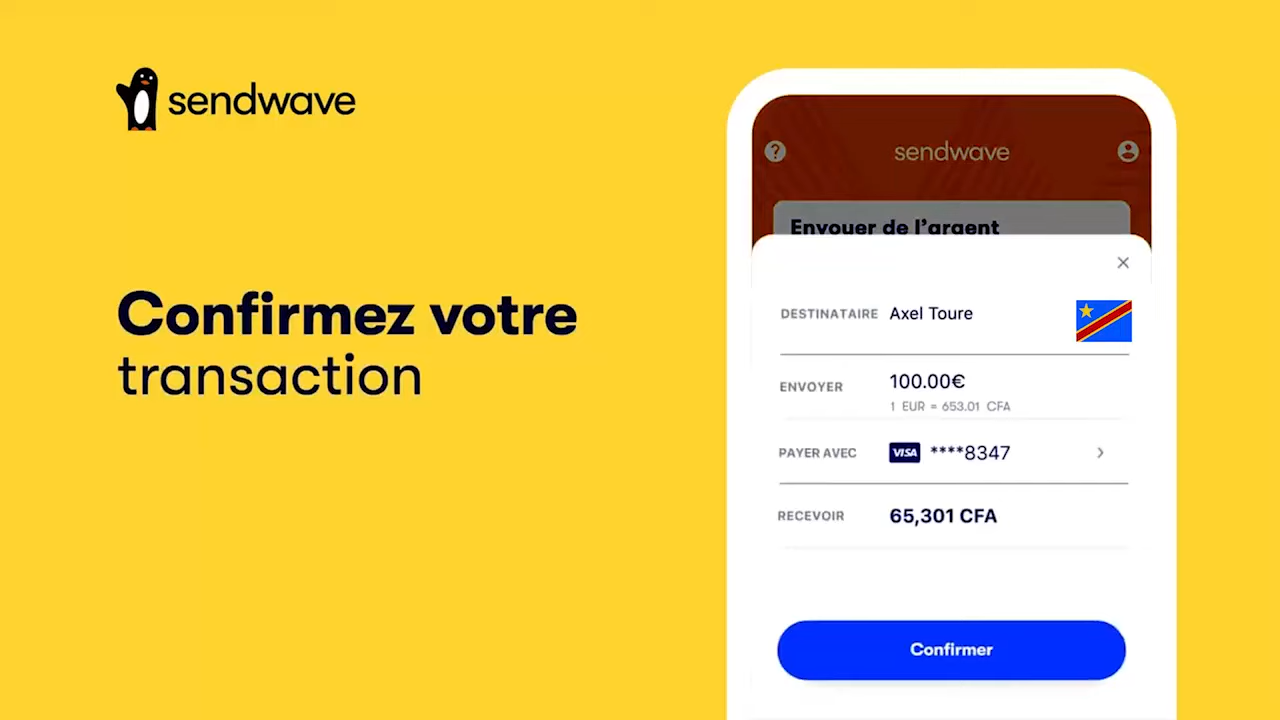 sendwave
Confirmez votre
transaction
sendwave
Envoyer de l'argent
DESTINATAIRE Axel Toure
ENVOYER 100.00€
1 EUR = 653.01 CFA
PAYER AVEC VISA ****8347
RECEVOIR 65,301 CFA
Confirmer